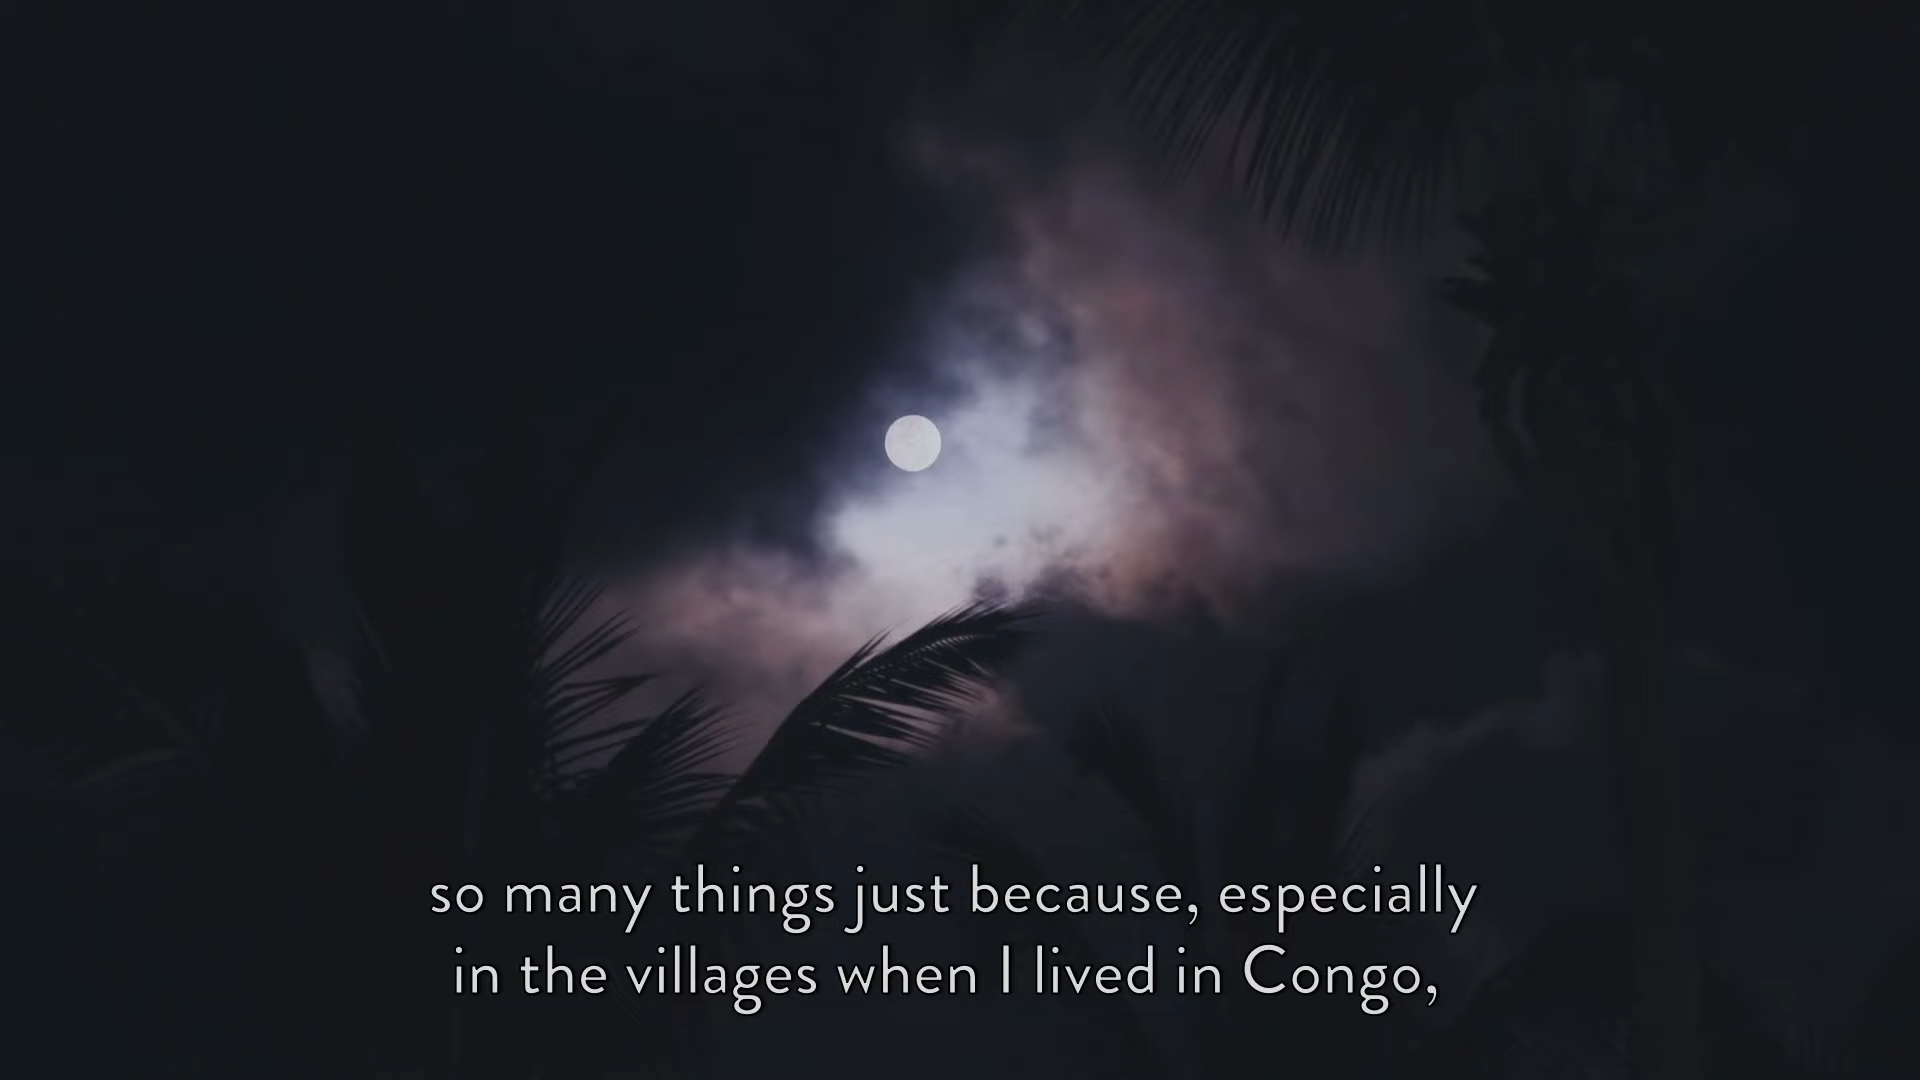 so many things just because, especially
in the villages when I lived in Congo,